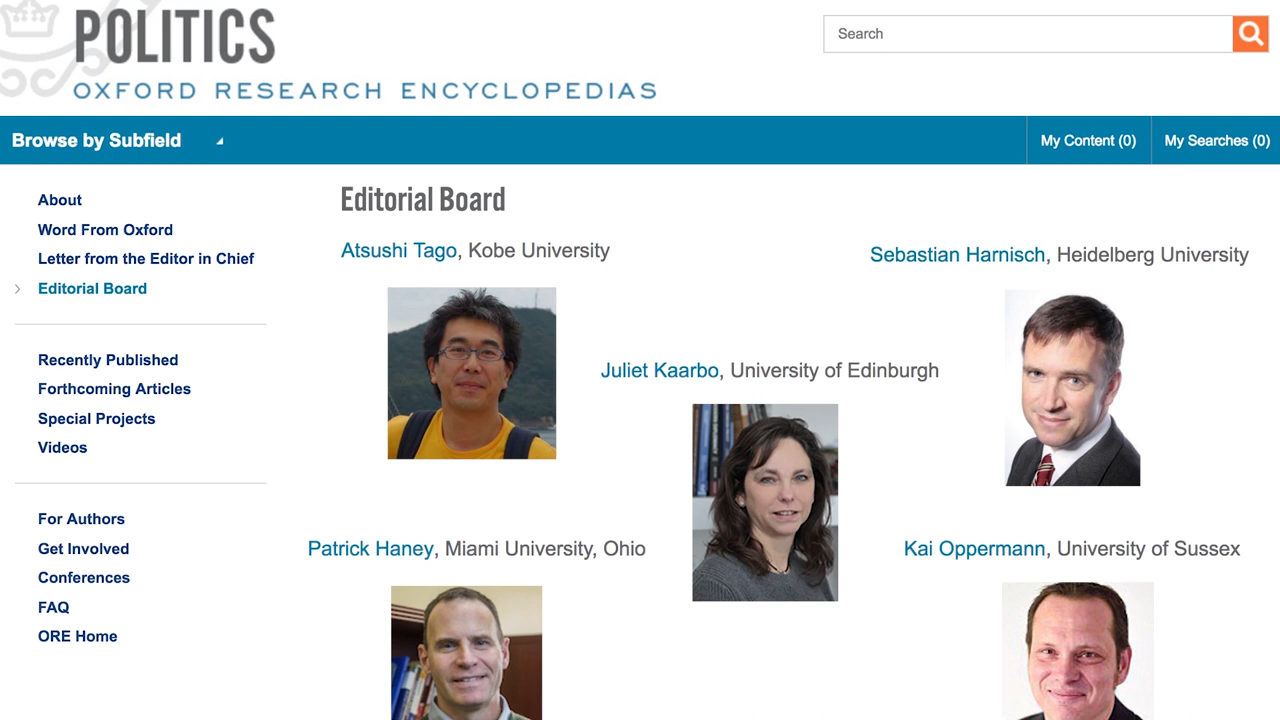 POLITICS
OXFORD RESEARCH ENCYCLOPEDIAS
Search
Browse by Subfield
My Content (0)
My Searches (0)
About
Word From Oxford
Letter from the Editor in Chief
Editorial Board
Recently Published
Forthcoming Articles
Special Projects
Videos
For Authors
Get Involved
Conferences
FAQ
ORE Home
Editorial Board
Atsushi Tago, Kobe University
Sebastian Harnisch, Heidelberg University
Juliet Kaarbo, University of Edinburgh
Patrick Haney, Miami University, Ohio
Kai Oppermann, University of Sussex